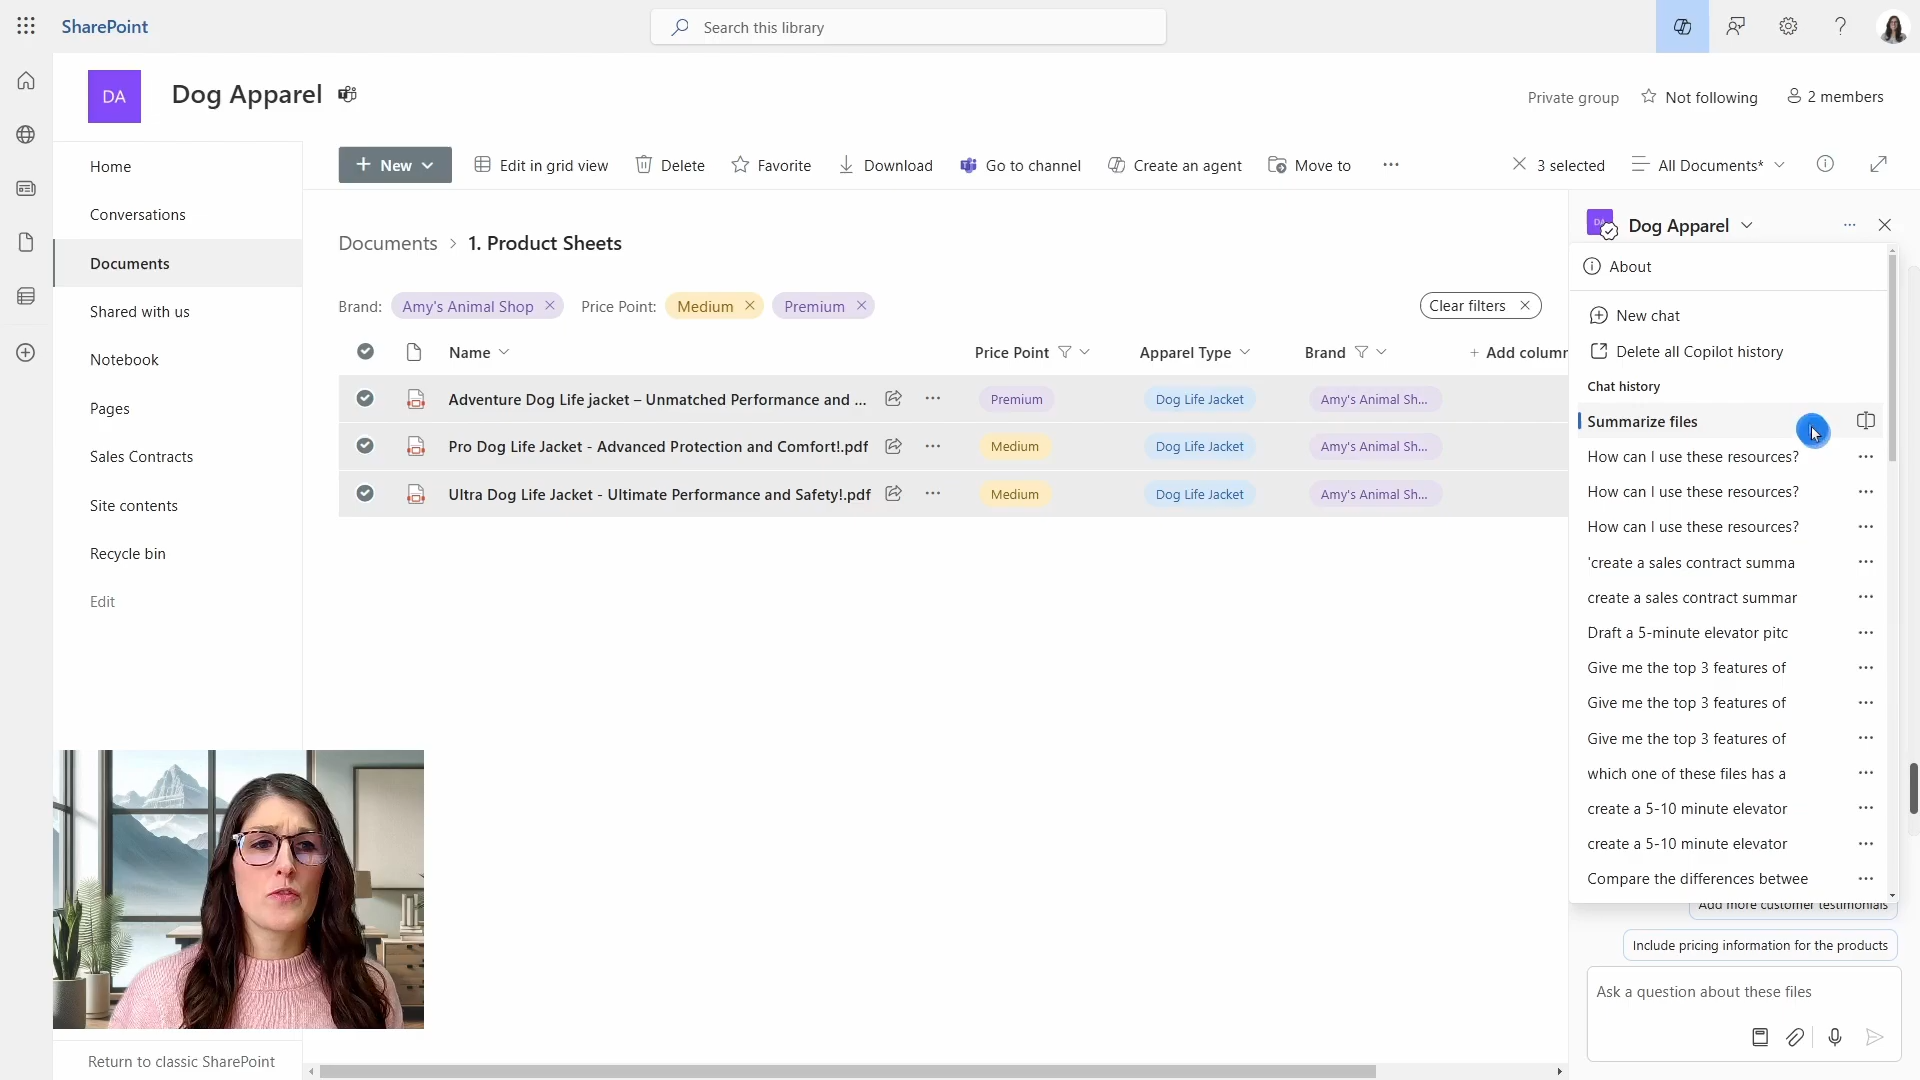 SharePoint
Search this library
DA
Dog Apparel
Private group
Not following
2 members
Home
Conversations
Documents
Shared with us
Notebook
Pages
Sales Contracts
Site contents
Recycle bin
Edit
Return to classic SharePoint
+ New
Edit in grid view
Delete
Favorite
Download
Go to channel
Create an agent
Move to
...
3 selected
All Documents*
Documents > 1. Product Sheets
Brand: Amy's Animal Shop Price Point: Medium Premium
Clear filters
Name Price Point Apparel Type Brand + Add colum
Adventure Dog Life jacket – Unmatched Performance and ... Premium Dog Life Jacket Amy's Animal Sh...
Pro Dog Life Jacket - Advanced Protection and Comfort!.pdf Medium Dog Life Jacket Amy's Animal Sh...
Ultra Dog Life Jacket - Ultimate Performance and Safety!.pdf Medium Dog Life Jacket Amy's Animal Sh...
Dog Apparel
About
New chat
Delete all Copilot history
Chat history
Summarize files
How can I use these resources?
How can I use these resources?
How can I use these resources?
'create a sales contract summa
create a sales contract summar
Draft a 5-minute elevator pitc
Give me the top 3 features of
Give me the top 3 features of
Give me the top 3 features of
which one of these files has a
create a 5-10 minute elevator
create a 5-10 minute elevator
Compare the differences betwee
Add more customer testimonials
Include pricing information for the products
Ask a question about these files